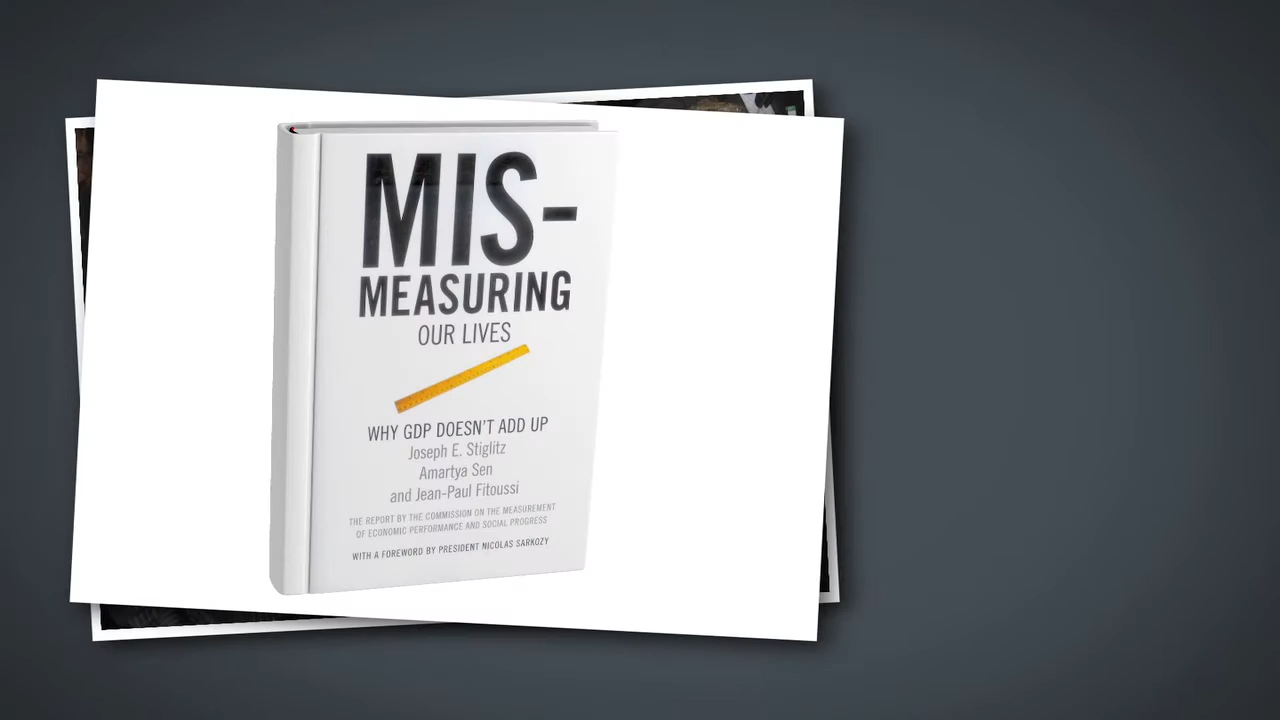 MIS-
MEASURING
OUR LIVES
WHY GDP DOESN'T ADD UP
Joseph E. Stiglitz
Amartya Sen
and Jean-Paul Fitoussi
THE REPORT BY THE COMMISSION ON THE MEASUREMENT
OF ECONOMIC PERFORMANCE AND SOCIAL PROGRESS
WITH A FOREWORD BY PRESIDENT NICOLAS SARKOZY